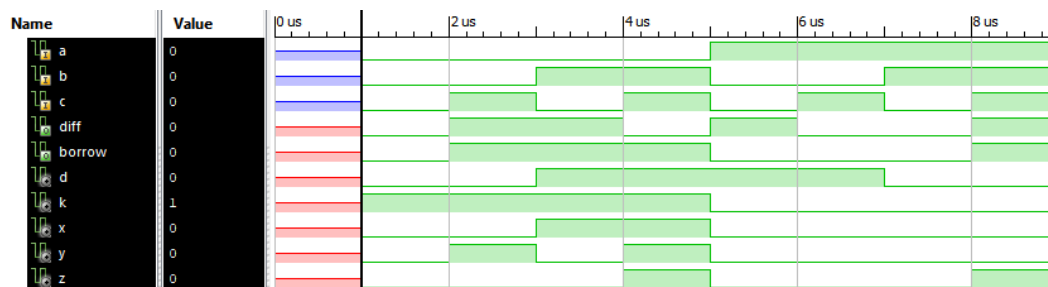 Name Value 0 us 2 us 4 us 6 us 8 us
a 0
b 0
c 0
diff 0
borrow 0
d 0
k 1
x 0
y 0
z 0